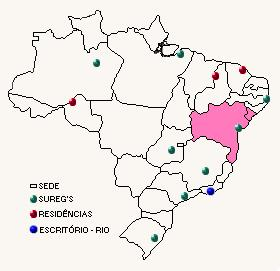 SEDE
SUREG'S
RESIDÊNCIAS
ESCRITÓRIO - RIO